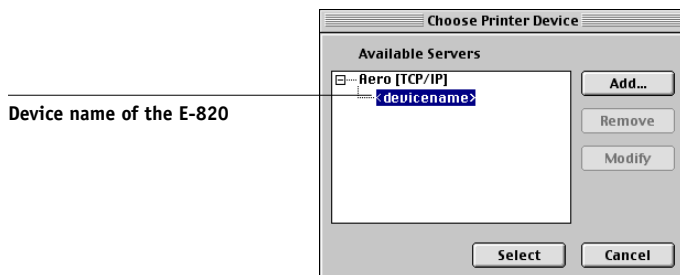 Choose Printer Device
Available Servers
Aero [TCP/IP]
<devicename>
Add...
Remove
Modify
Select
Cancel
Device name of the E-820